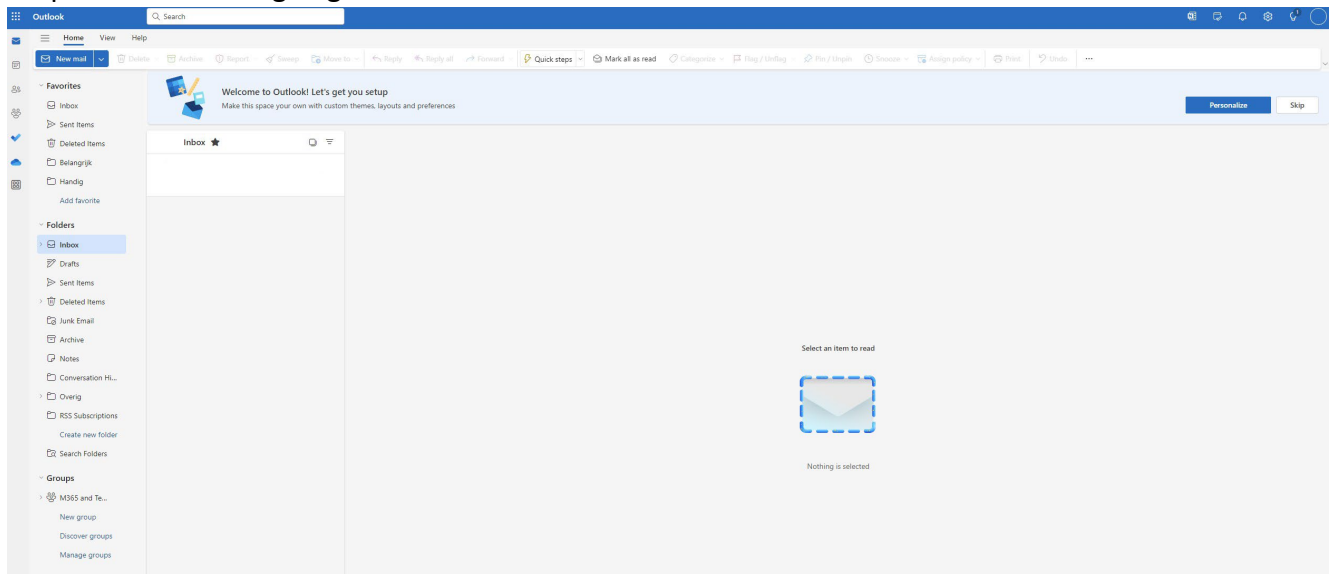 Outlook
Search
Home View Help
New mail Delete Archive Report Sweep Move to Reply Reply all Forward Quick steps Mark all as read Categorize Flag / Unflag Pin / Unpin Snooze Assign policy Print Undo ...
Welcome to Outlook! Let's get you setup
Make this space your own with custom themes, layouts and preferences
Personalize Skip
Favorites
Inbox
Sent Items
Deleted Items
Belangrijk
Handig
Add favorite
Folders
Inbox
Drafts
Sent Items
Deleted Items
Junk Email
Archive
Notes
Conversation Hi...
Overig
RSS Subscriptions
Create new folder
Search Folders
Groups
M365 and Te...
New group
Discover groups
Manage groups
Inbox
Select an item to read
Nothing is selected